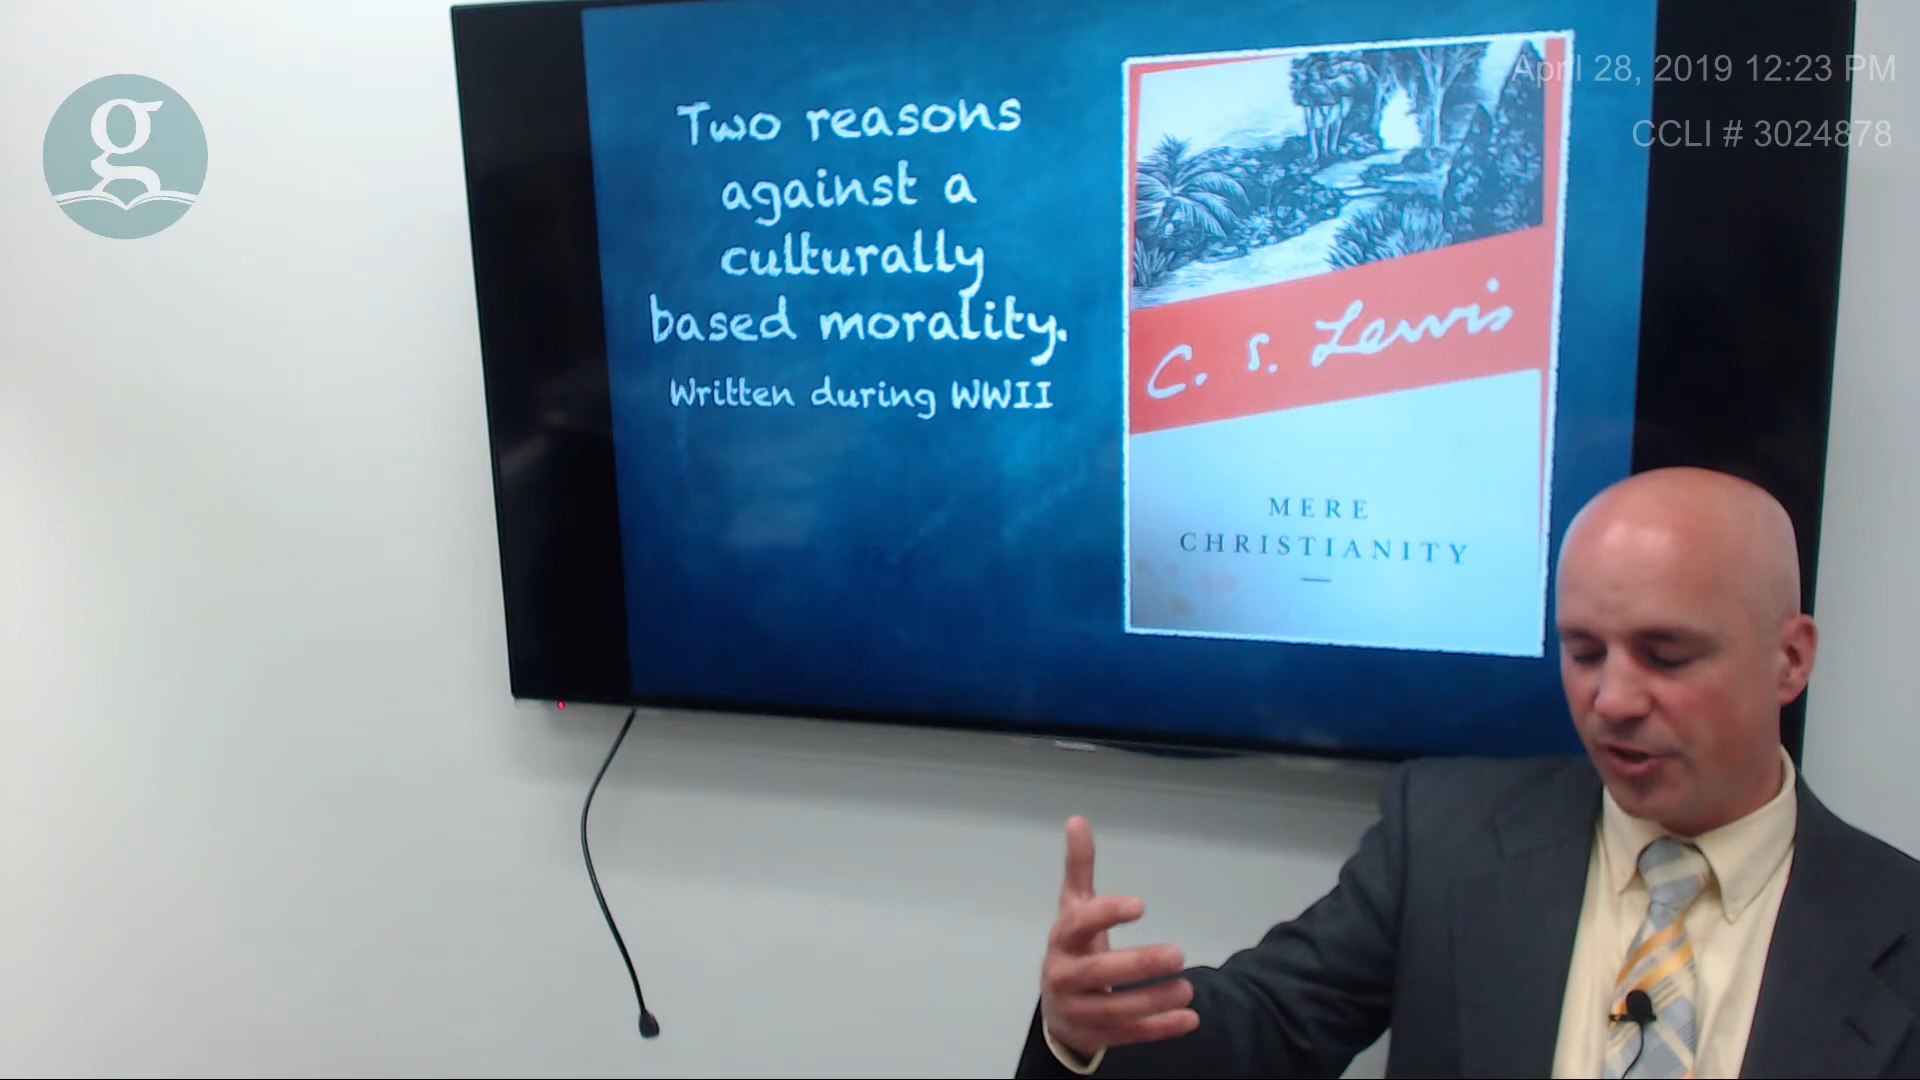 g
April 28, 2019 12:23 PM
CCLI # 3024878
Two reasons
against a
culturally
based morality.
Written during WWII
C. S. Lewis
MERE
CHRISTIANITY